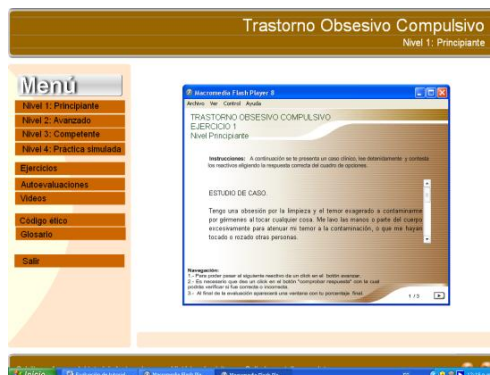 Trastorno Obsesivo Compulsivo
Nivel 1: Principiante
Menú
Nivel 1: Principiante
Nivel 2: Avanzado
Nivel 3: Competente
Nivel 4: Practica simulada
Ejercicios
Autoevaluaciones
Videos
Código ético
Glosario
Salir
Macromedia Flash Player 8
Archivo Ver Control Ayuda
TRASTORNO OBSESIVO COMPULSIVO
EJERCICIO 1
Nivel Principiante
Instrucciones: A continuación se te presenta un caso clínico, lee detenidamente y contesta
los reactivos eligiendo la respuesta correcta del cuadro de opciones.
ESTUDIO DE CASO.
Tengo una obsesión por la limpieza y el temor exagerado a contaminarme
por gérmenes al tocar cualquier cosa. Me lavo las manos o parte del cuerpo
excesivamente para atenuar mi temor a la contaminación, o que me hayan
tocado o rozado otras personas.
Navegación:
1.- Para poder pasar al siguiente reactivo da un click en el botón avanzar.
2.- Es necesario que des un click en el botón "comprobar respuesta" con la cual
podrás verificar si fue correcta o incorrecta.
3.- Al final de la evaluación aparecerá una ventana con tu porcentaje final.
1 / 5
Inicio